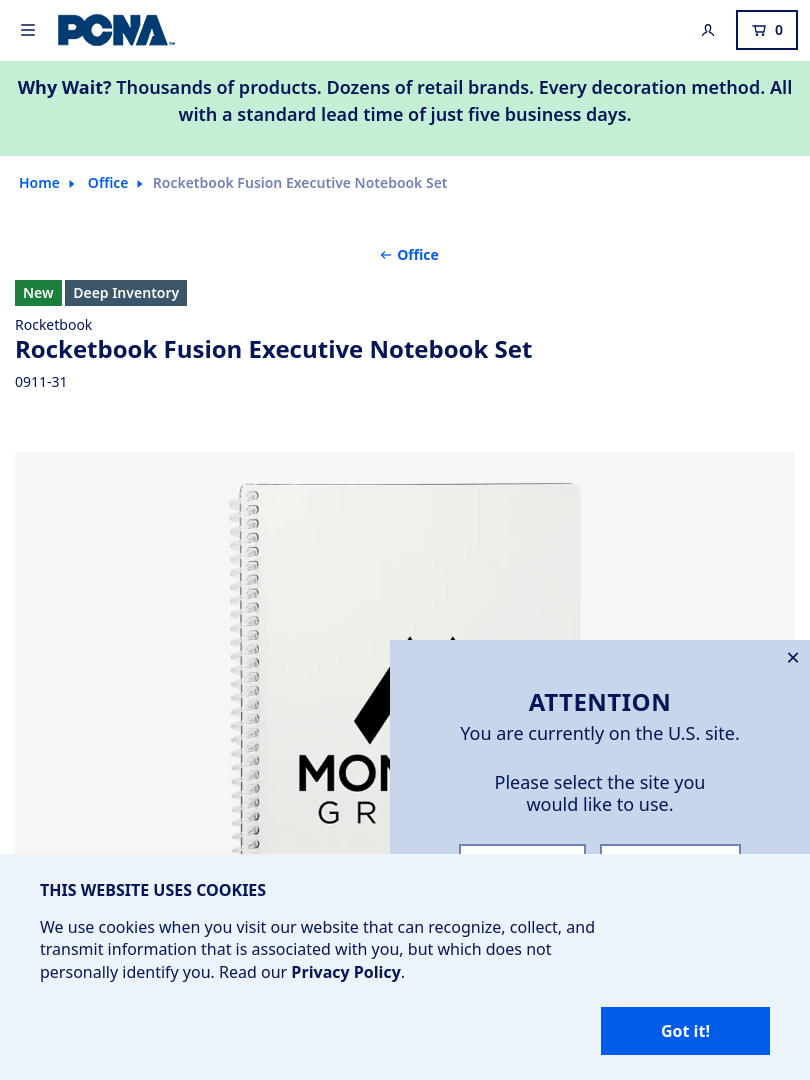 PCNA
0
Why Wait? Thousands of products. Dozens of retail brands. Every decoration method. All
with a standard lead time of just five business days.
Home Office Rocketbook Fusion Executive Notebook Set
← Office
New Deep Inventory
Rocketbook
Rocketbook Fusion Executive Notebook Set
0911-31
ATTENTION
You are currently on the U.S. site.
Please select the site you
would like to use.
THIS WEBSITE USES COOKIES
We use cookies when you visit our website that can recognize, collect, and
transmit information that is associated with you, but which does not
personally identify you. Read our Privacy Policy.
Got it!